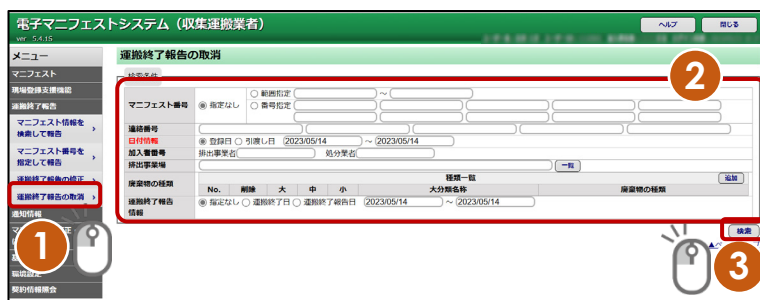 電子マニフェストシステム（収集運搬業者）
ver 5.4.15
ヘルプ 閉じる
メニュー
マニフェスト
現場登録支援機能
運搬終了報告
マニフェスト情報を
検索して報告 ›
マニフェスト番号を
指定して報告 ›
運搬終了報告の修正 ›
運搬終了報告の取消 ›
通知情報
環境設定
契約情報照会
運搬終了報告の取消
検索条件
2
マニフェスト番号 指定なし 範囲指定 ～
番号指定
連絡番号
日付情報 登録日 引渡し日 2023/05/14 ～ 2023/05/14
加入者番号 排出事業者 処分業者
排出事業場 一覧
廃棄物の種類 種類一覧 追加
No. 削除 大 中 小 大分類名称 廃棄物の種類
運搬終了報告
情報 指定なし 運搬終了日 運搬終了報告日 2023/05/14 ～ 2023/05/14
検索
1
3